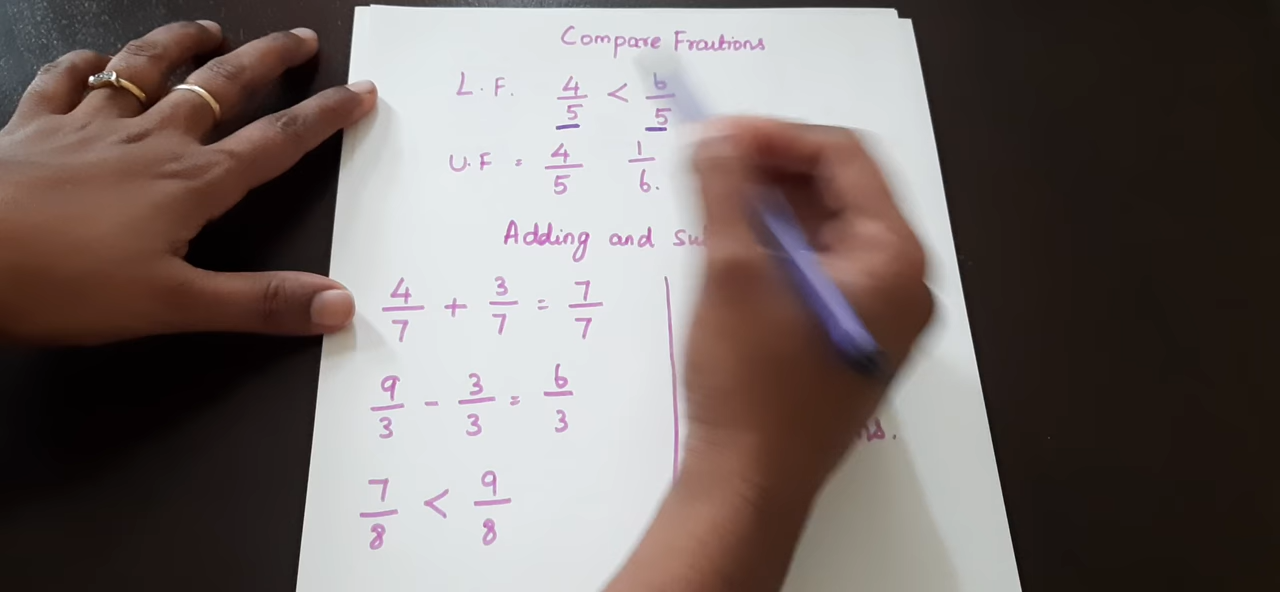 Compare Fractions
L.F. 4/5 < 6/5
U.F = 4/5 1/6.
Adding and
4/7 + 3/7 = 7/7
9/3 - 3/3 = 6/3
7/8 < 9/8